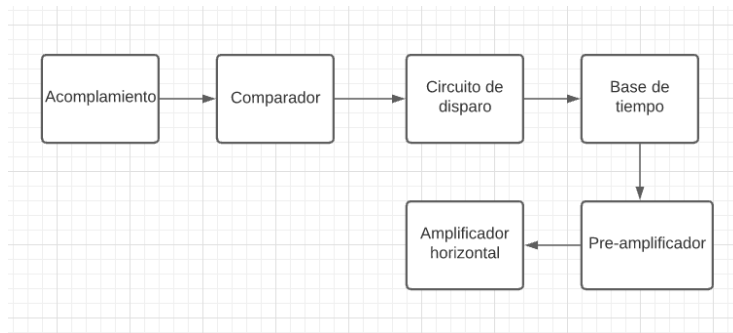 Acomplamiento
Comparador
Circuito de
disparo
Base de
tiempo
Amplificador
horizontal
Pre-amplificador